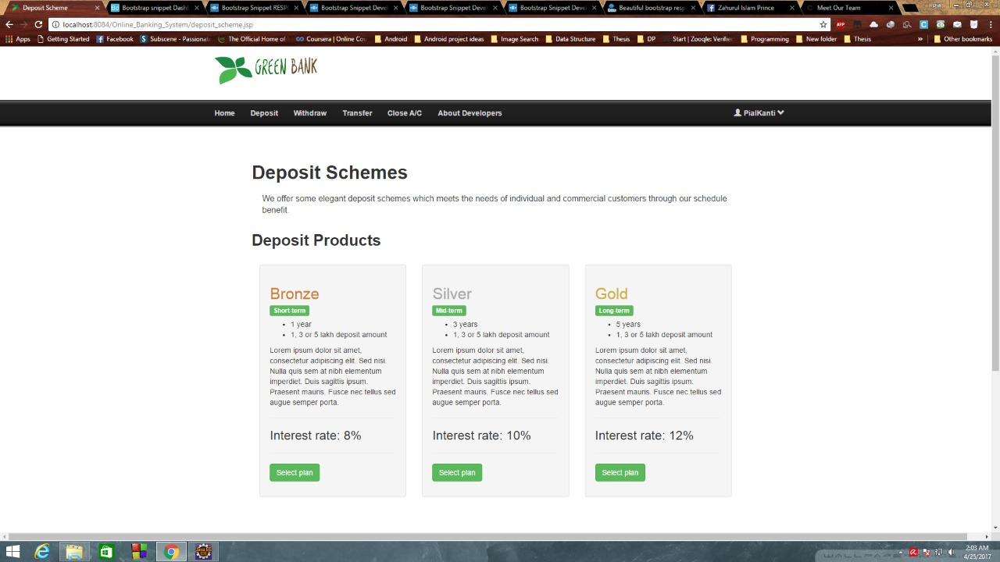 Deposit Scheme
Bootstrap snippet Dash
Bootstrap Snippet RESP
Bootstrap Snippet Devel
Bootstrap Snippet Devel
Bootstrap Snippet Devel
Beautiful bootstrap resp
Zahurul Islam Prince
Meet Our Team
Pial
localhost:8084/Online_Banking_System/deposit_scheme.jsp
Apps
Getting Started
Facebook
Subscene - Passionat
The Official Home of
Coursera | Online Cou
Android
Android project ideas
Image Search
Data Structure
Thesis
DP
Start | Zooqle: Verified
Programming
New folder
Thesis
»
Other bookmarks
GREEN BANK
Home
Deposit
Withdraw
Transfer
Close A/C
About Developers
PialKanti
Deposit Schemes
We offer some elegant deposit schemes which meets the needs of individual and commercial customers through our schedule
benefit.
Deposit Products
Bronze
Short-term
• 1 year
• 1, 3 or 5 lakh deposit amount
Lorem ipsum dolor sit amet,
consectetur adipiscing elit. Sed nisi.
Nulla quis sem at nibh elementum
imperdiet. Duis sagittis ipsum.
Praesent mauris. Fusce nec tellus sed
augue semper porta.
Interest rate: 8%
Select plan
Silver
Mid-term
• 3 years
• 1, 3 or 5 lakh deposit amount
Lorem ipsum dolor sit amet,
consectetur adipiscing elit. Sed nisi.
Nulla quis sem at nibh elementum
imperdiet. Duis sagittis ipsum.
Praesent mauris. Fusce nec tellus sed
augue semper porta.
Interest rate: 10%
Select plan
Gold
Long-term
• 5 years
• 1, 3 or 5 lakh deposit amount
Lorem ipsum dolor sit amet,
consectetur adipiscing elit. Sed nisi.
Nulla quis sem at nibh elementum
imperdiet. Duis sagittis ipsum.
Praesent mauris. Fusce nec tellus sed
augue semper porta.
Interest rate: 12%
Select plan
2:03 AM
4/25/2017